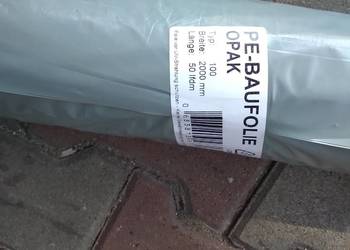 PE-BAUFOLIE
OPAK
Typ: 100
Breite: 2000 mm
Länge: 50 lfdm